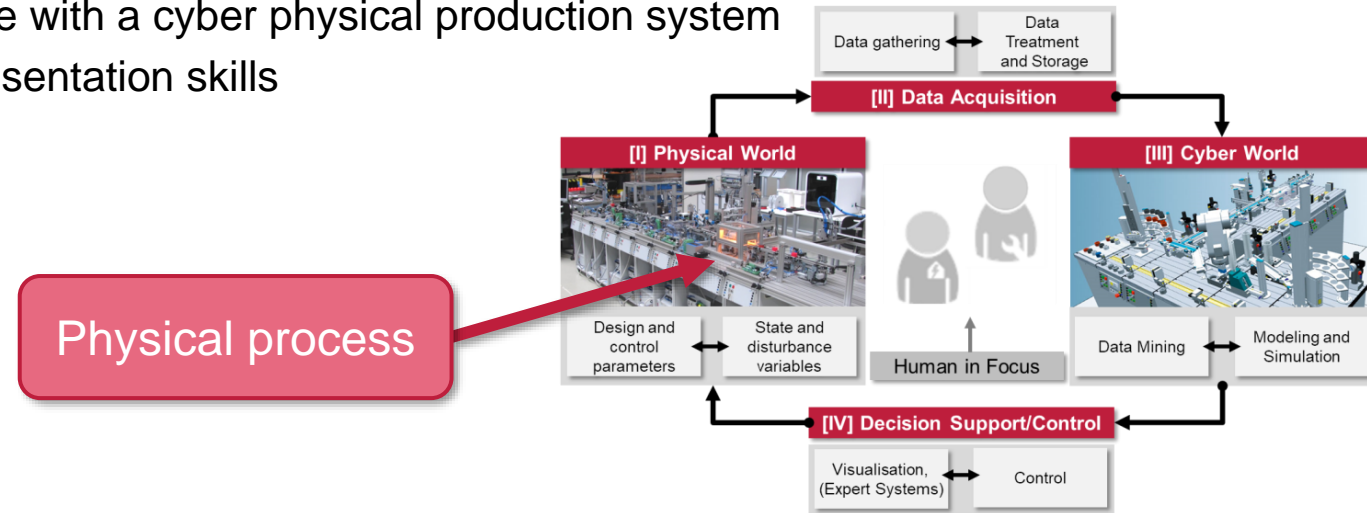 e with a cyber physical production system
sentation skills
Data gathering
Data
Treatment
and Storage
[II] Data Acquisition
[I] Physical World
[III] Cyber World
Physical process
Design and
control
parameters
State and
disturbance
variables
Human in Focus
Data Mining
Modeling and
Simulation
[IV] Decision Support/Control
Visualisation,
(Expert Systems)
Control